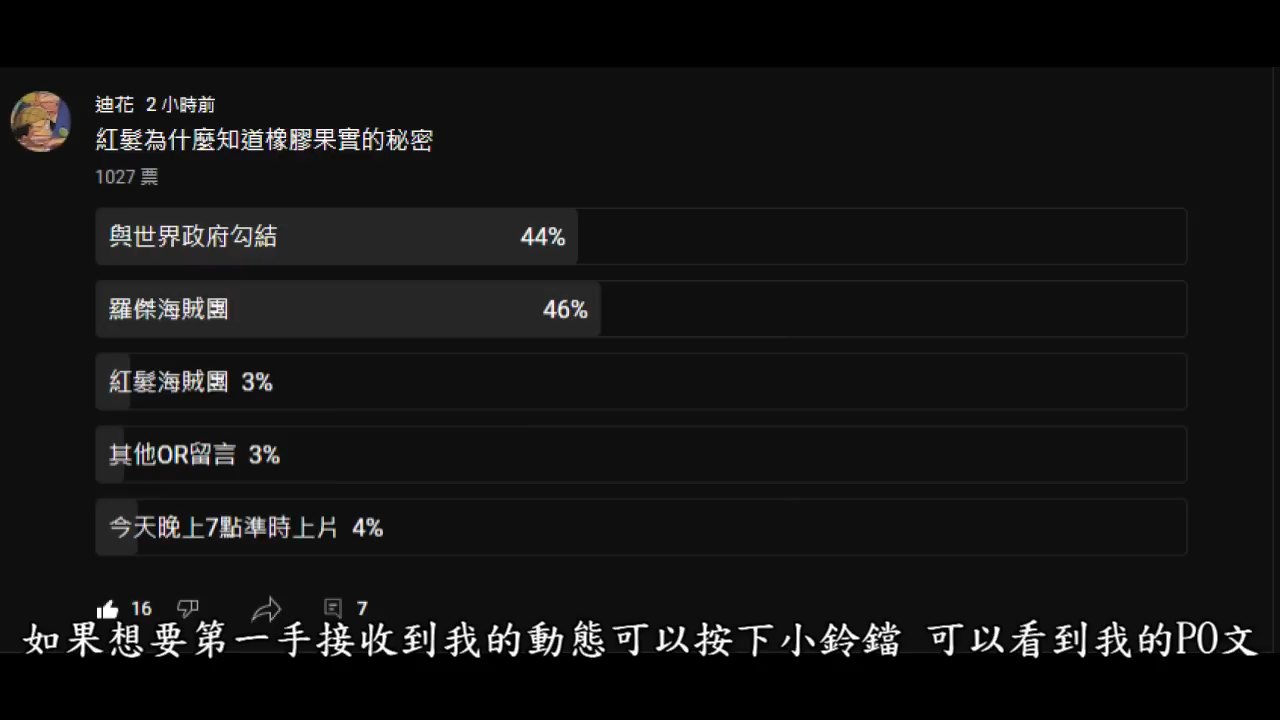 迪花 2 小時前
紅髮為什麼知道橡膠果實的秘密
1027 票
與世界政府勾結 44%
羅傑海賊團 46%
紅髮海賊團 3%
其他OR留言 3%
今天晚上7點準時上片 4%
16 7
如果想要第一手接收到我的動態可以按下小鈴鐺 可以看到我的PO文